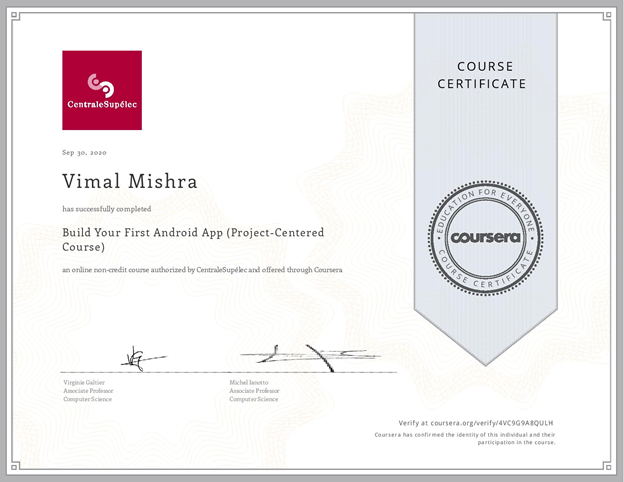 COURSE
CERTIFICATE
CentraleSupélec
Sep 30, 2020
Vimal Mishra
has successfully completed
Build Your First Android App (Project-Centered
Course)
an online non-credit course authorized by CentraleSupélec and offered through Coursera
EDUCATION FOR EVERYONE
coursera
COURSE CERTIFICATE
Virginie Galtier
Associate Professor
Computer Science
Michel Ianotto
Associate Professor
Computer Science
Verify at coursera.org/verify/4VC9G9A8QULH
Coursera has confirmed the identity of this individual and their
participation in the course.